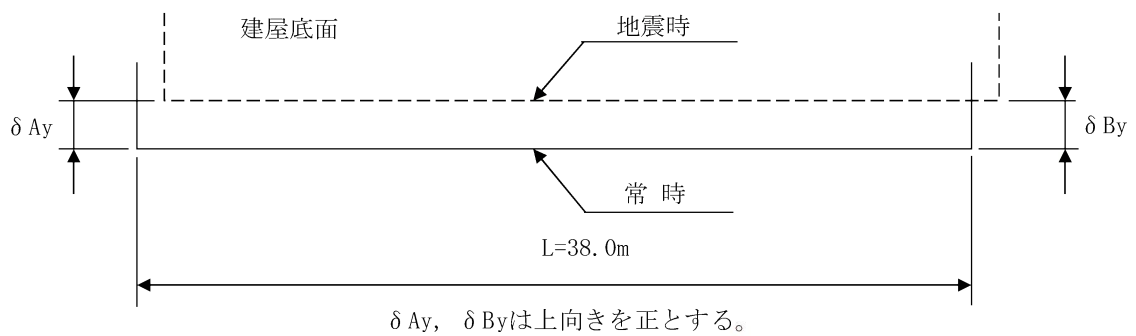 建屋底面
地震時
δAy
δBy
常 時
L=38.0m
δAy, δByは上向きを正とする。